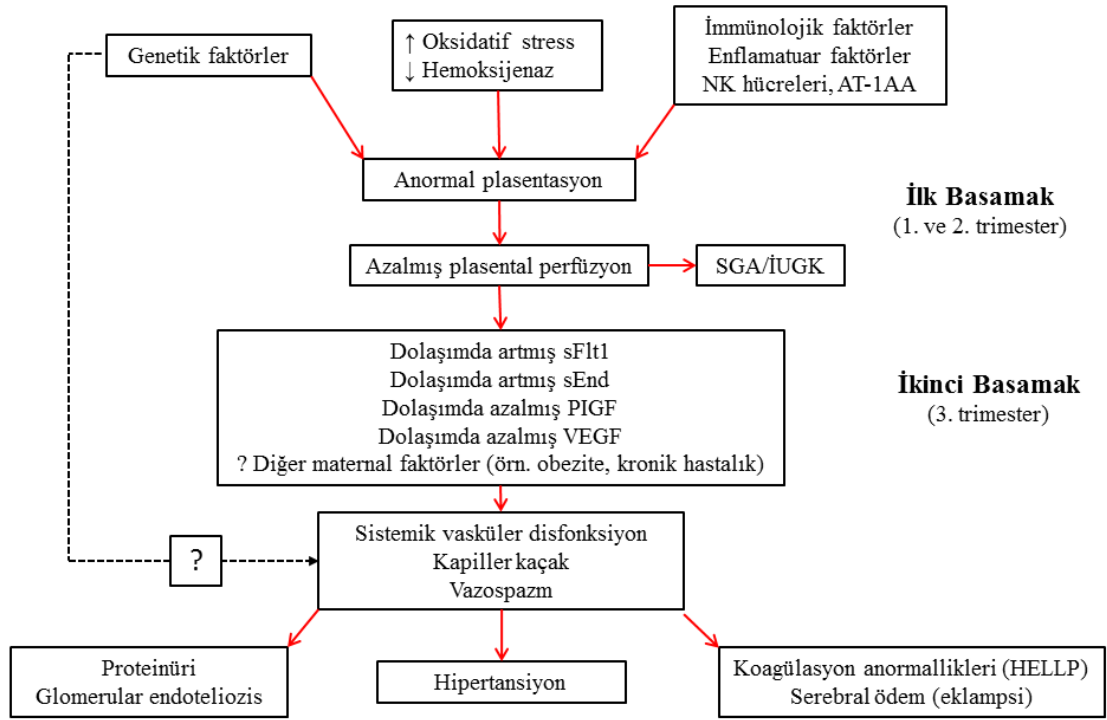 Genetik faktörler
↑ Oksidatif stress
↓ Hemoksijenaz
İmmünolojik faktörler
Enflamatuar faktörler
NK hücreleri, AT-1AA
Anormal plasentasyon
İlk Basamak
(1. ve 2. trimester)
Azalmış plasental perfüzyon
SGA/İUGK
Dolaşımda artmış sFlt1
Dolaşımda artmış sEnd
Dolaşımda azalmış PIGF
Dolaşımda azalmış VEGF
? Diğer maternal faktörler (örn. obezite, kronik hastalık)
İkinci Basamak
(3. trimester)
?
Sistemik vasküler disfonksiyon
Kapiller kaçak
Vazospazm
Proteinüri
Glomerular endoteliozis
Hipertansiyon
Koagülasyon anormallikleri (HELLP)
Serebral ödem (eklampsi)